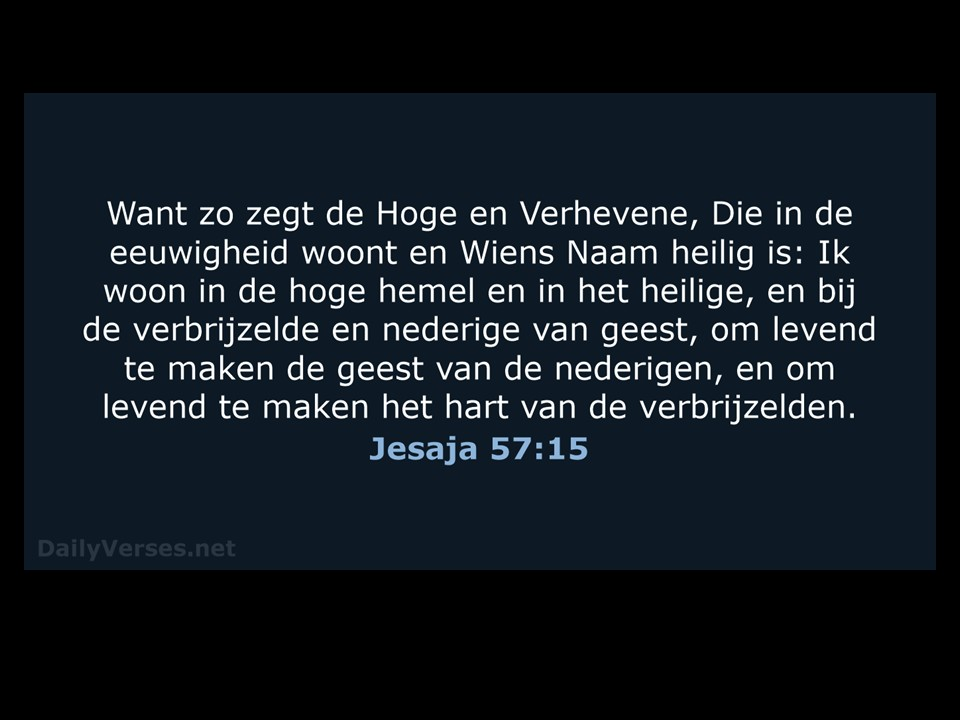 Want zo zegt de Hoge en Verhevene, Die in de
eeuwigheid woont en Wiens Naam heilig is: Ik
woon in de hoge hemel en in het heilige, en bij
de verbrijzelde en nederige van geest, om levend
te maken de geest van de nederigen, en om
levend te maken het hart van de verbrijzelden.
Jesaja 57:15
DailyVerses.net